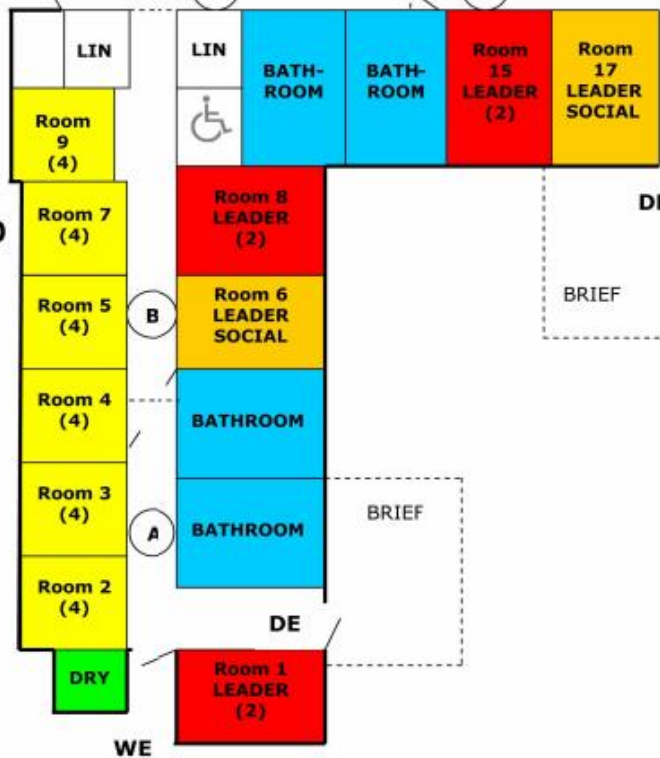 LIN
LIN
BATH-
ROOM
BATH-
ROOM
Room
15
LEADER
(2)
Room
17
LEADER
SOCIAL
Room
9
(4)
Room 7
(4)
Room 8
LEADER
(2)
Room 5
(4)
B
Room 6
LEADER
SOCIAL
BRIEF
Room 4
(4)
BATHROOM
Room 3
(4)
A
BATHROOM
BRIEF
Room 2
(4)
DE
DRY
Room 1
LEADER
(2)
WE